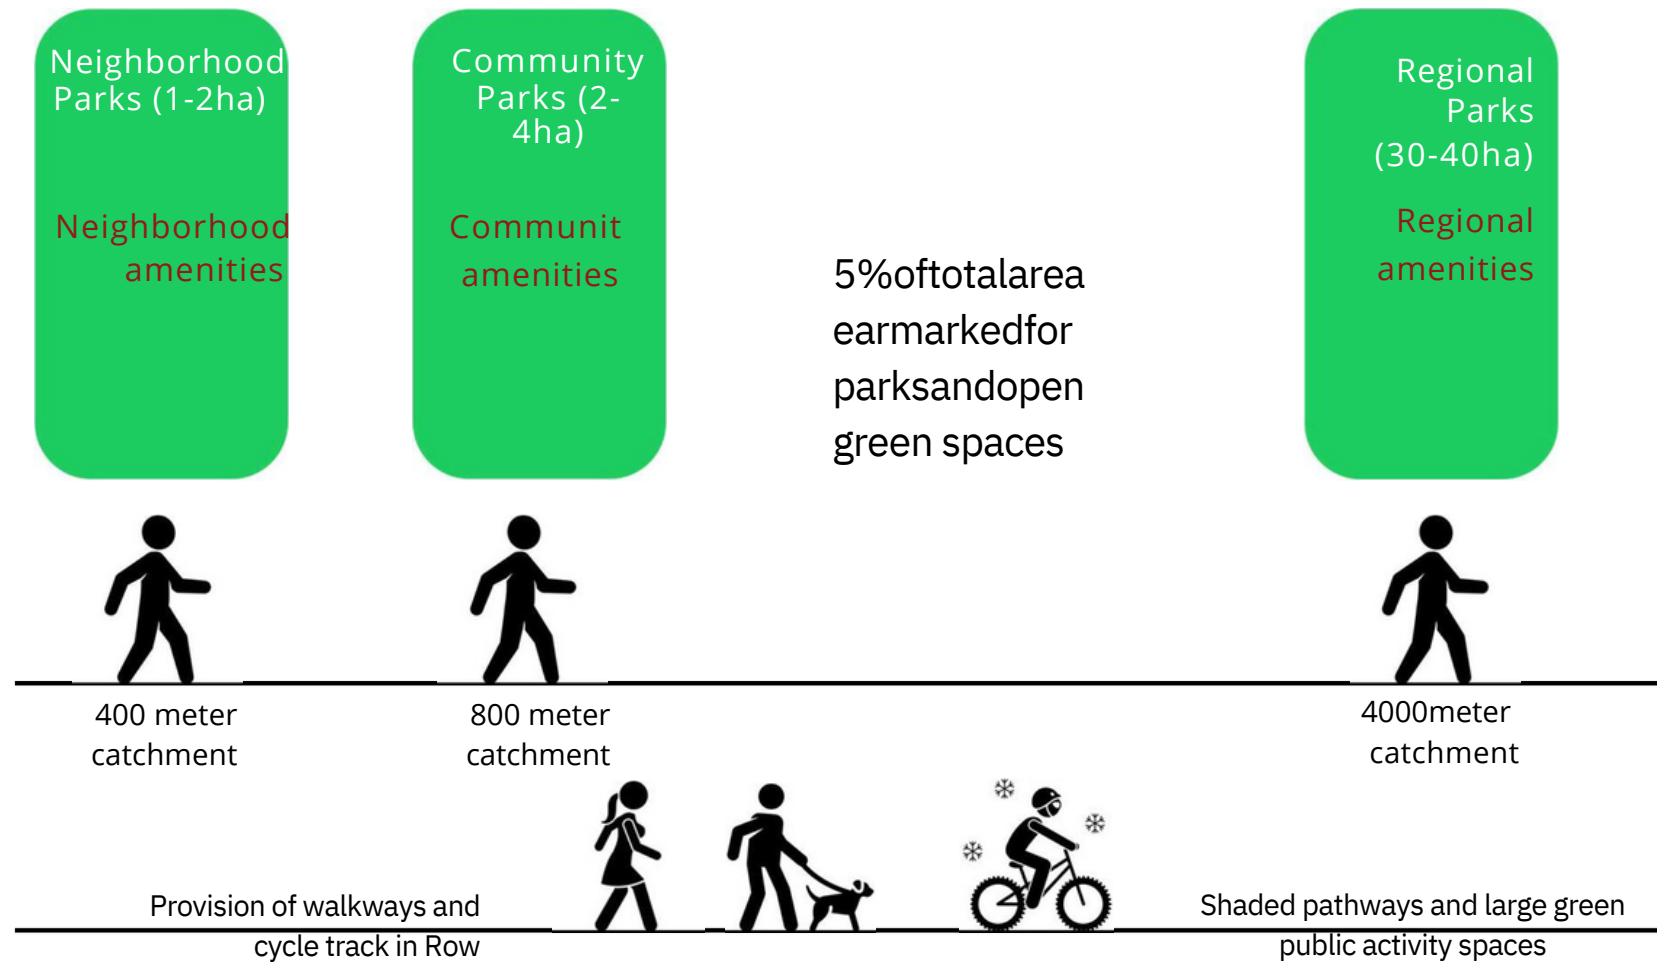 Neighborhood
Parks (1-2ha)
Neighborhood
amenities
Community
Parks (2-
4ha)
Communit
amenities
5%oftotalarea
earmarkedfor
parksandopen
green spaces
Regional
Parks
(30-40ha)
Regional
amenities
400 meter
catchment
800 meter
catchment
4000meter
catchment
Provision of walkways and
cycle track in Row
Shaded pathways and large green
public activity spaces